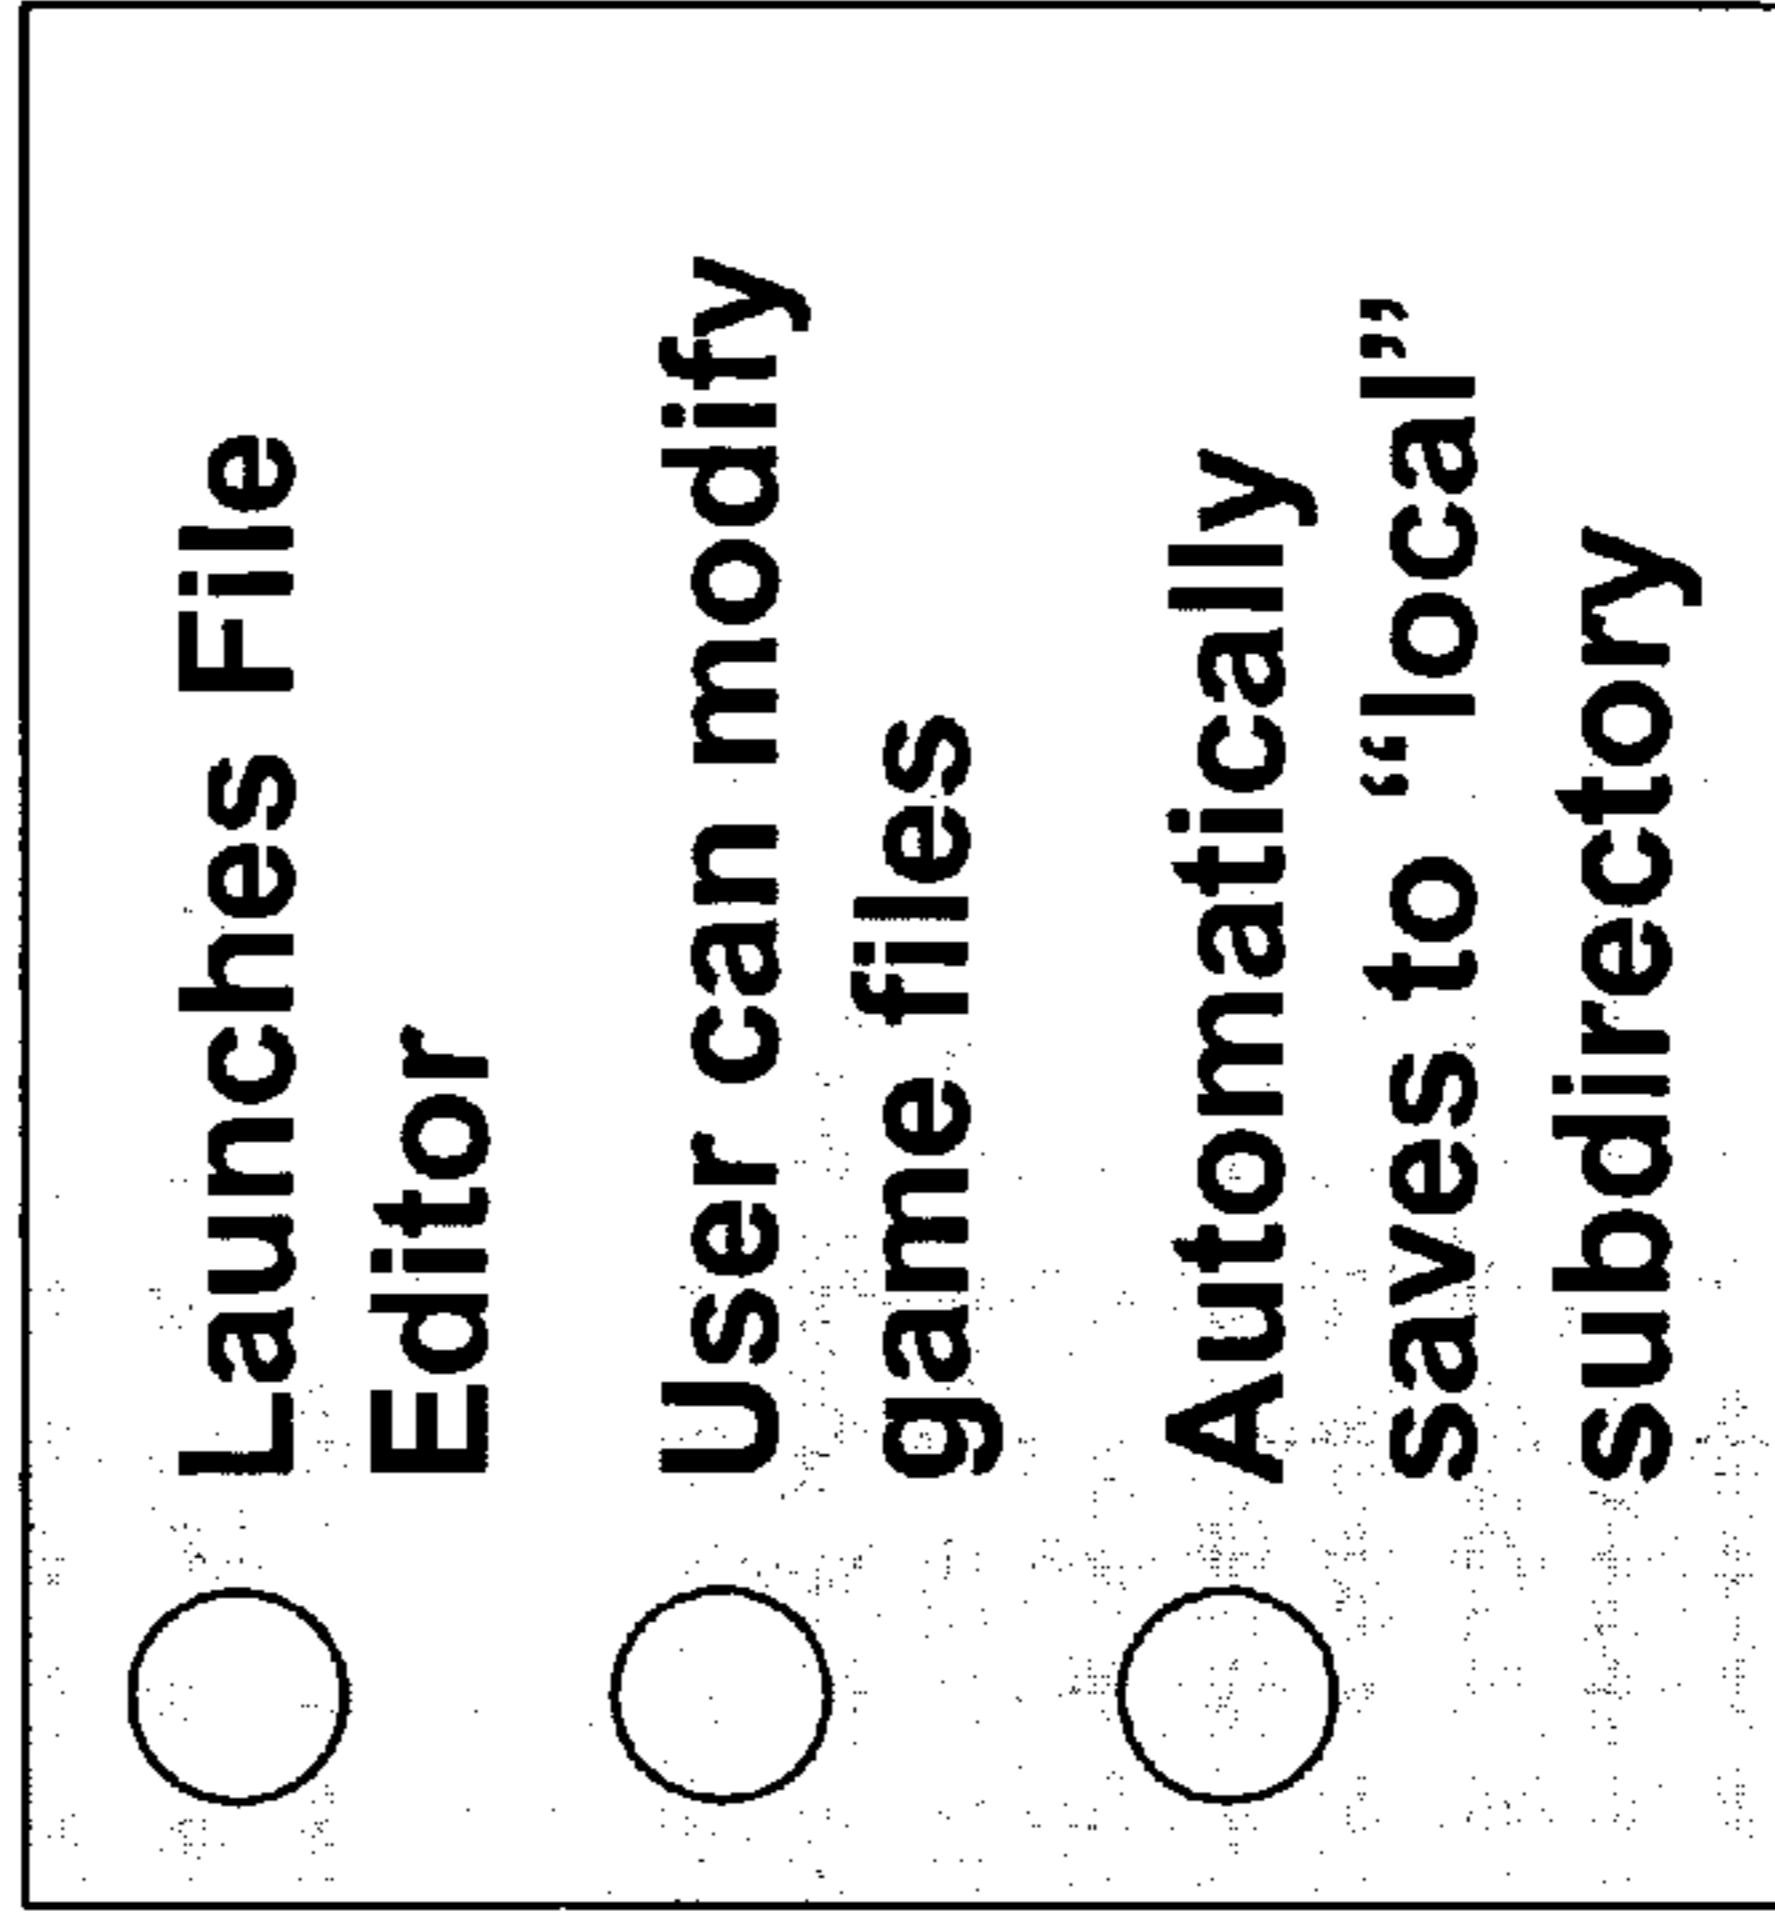 Launches File
Editor
User can modify
game files
Automatically
saves to “local”
subdirectory